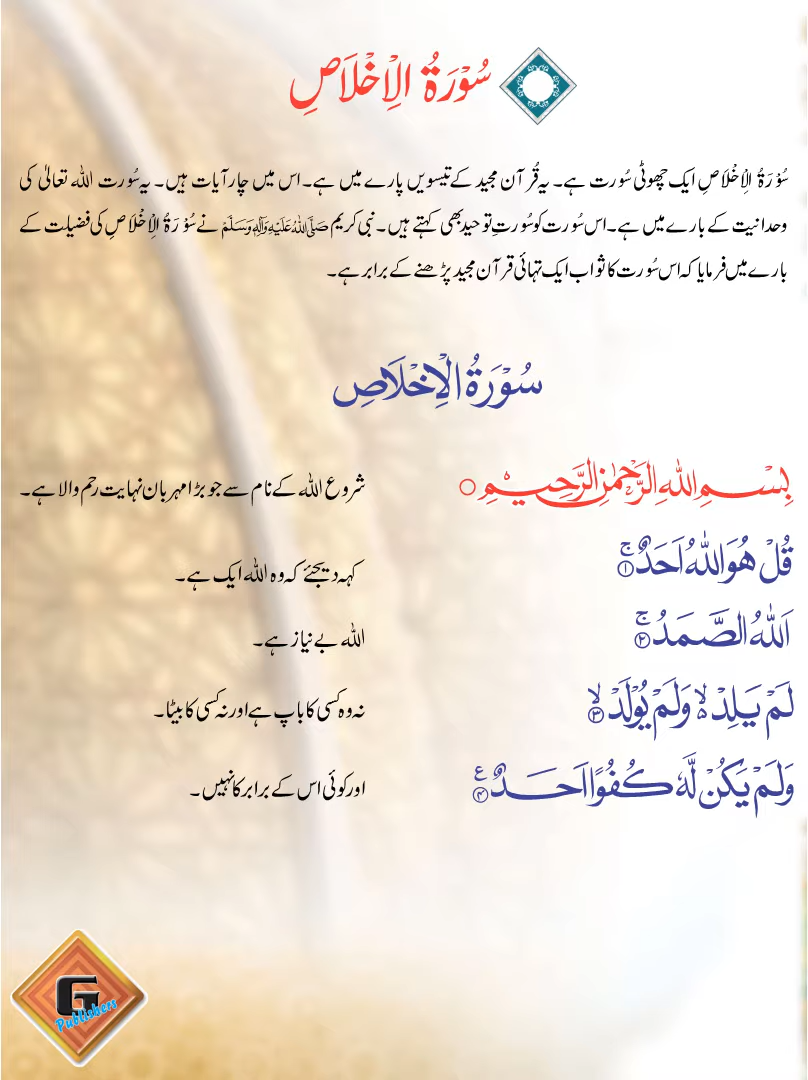 سُوْرَةُ الْاِخْلَاصِ
سُوْرَةُ الْاِخْلَاصِ ایک چھوٹی سُورت ہے۔ یہ قُرآن مجید کے تیسویں پارے میں ہے۔ اس میں چار آیات ہیں۔ یہ سُورت اللہ تعالیٰ کی
وحدانیت کے بارے میں ہے۔ اس سُورت کو سُورتِ توحید بھی کہتے ہیں۔ نبی کریم صَلَّی اللہُ عَلَیْہِ وَاٰلِہٖ وَسَلَّمَ نے سُوْرَةُ الْاِخْلَاصِ کی فضیلت کے
بارے میں فرمایا کہ اس سُورت کا ثواب ایک تہائی قرآن مجید پڑھنے کے برابر ہے۔
سُوْرَةُ الْاِخْلَاصِ
بِسْمِ اللهِ الرَّحْمٰنِ الرَّحِيْمِ ○ شروع اللہ کے نام سے جو بڑا مہربان نہایت رحم والا ہے۔
قُلْ هُوَ اللهُ اَحَدٌ ۚ ۱ کہہ دیجئے کہ وہ اللہ ایک ہے۔
اَللهُ الصَّمَدُ ۚ ۲ اللہ بے نیاز ہے۔
لَمْ يَلِدْ ۙ وَلَمْ يُوْلَدْ ۙ ۳ نہ وہ کسی کا باپ ہے اور نہ کسی کا بیٹا۔
وَلَمْ يَكُنْ لَّهٗ كُفُوًا اَحَدٌ ۴ ع اور کوئی اس کے برابر کا نہیں۔
G
Publishers